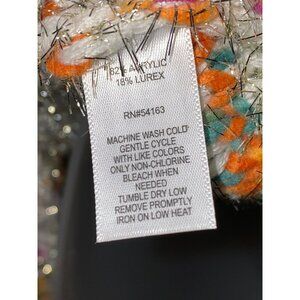 82% ACRYLIC
18% LUREX
RN#54163
MACHINE WASH COLD
GENTLE CYCLE
WITH LIKE COLORS
ONLY NON-CHLORINE
BLEACH WHEN
NEEDED
TUMBLE DRY LOW
REMOVE PROMPTLY
IRON ON LOW HEAT